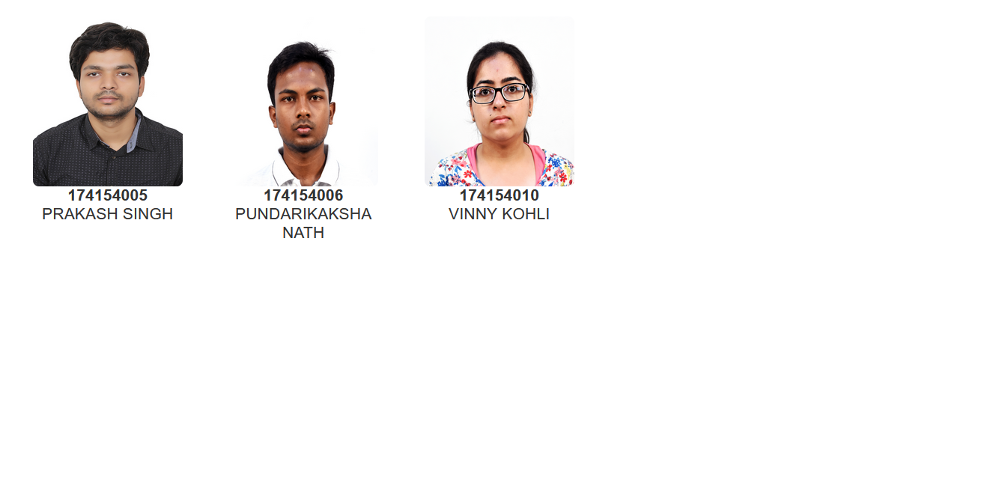 174154005
PRAKASH SINGH
174154006
PUNDARIKAKSHA
NATH
174154010
VINNY KOHLI